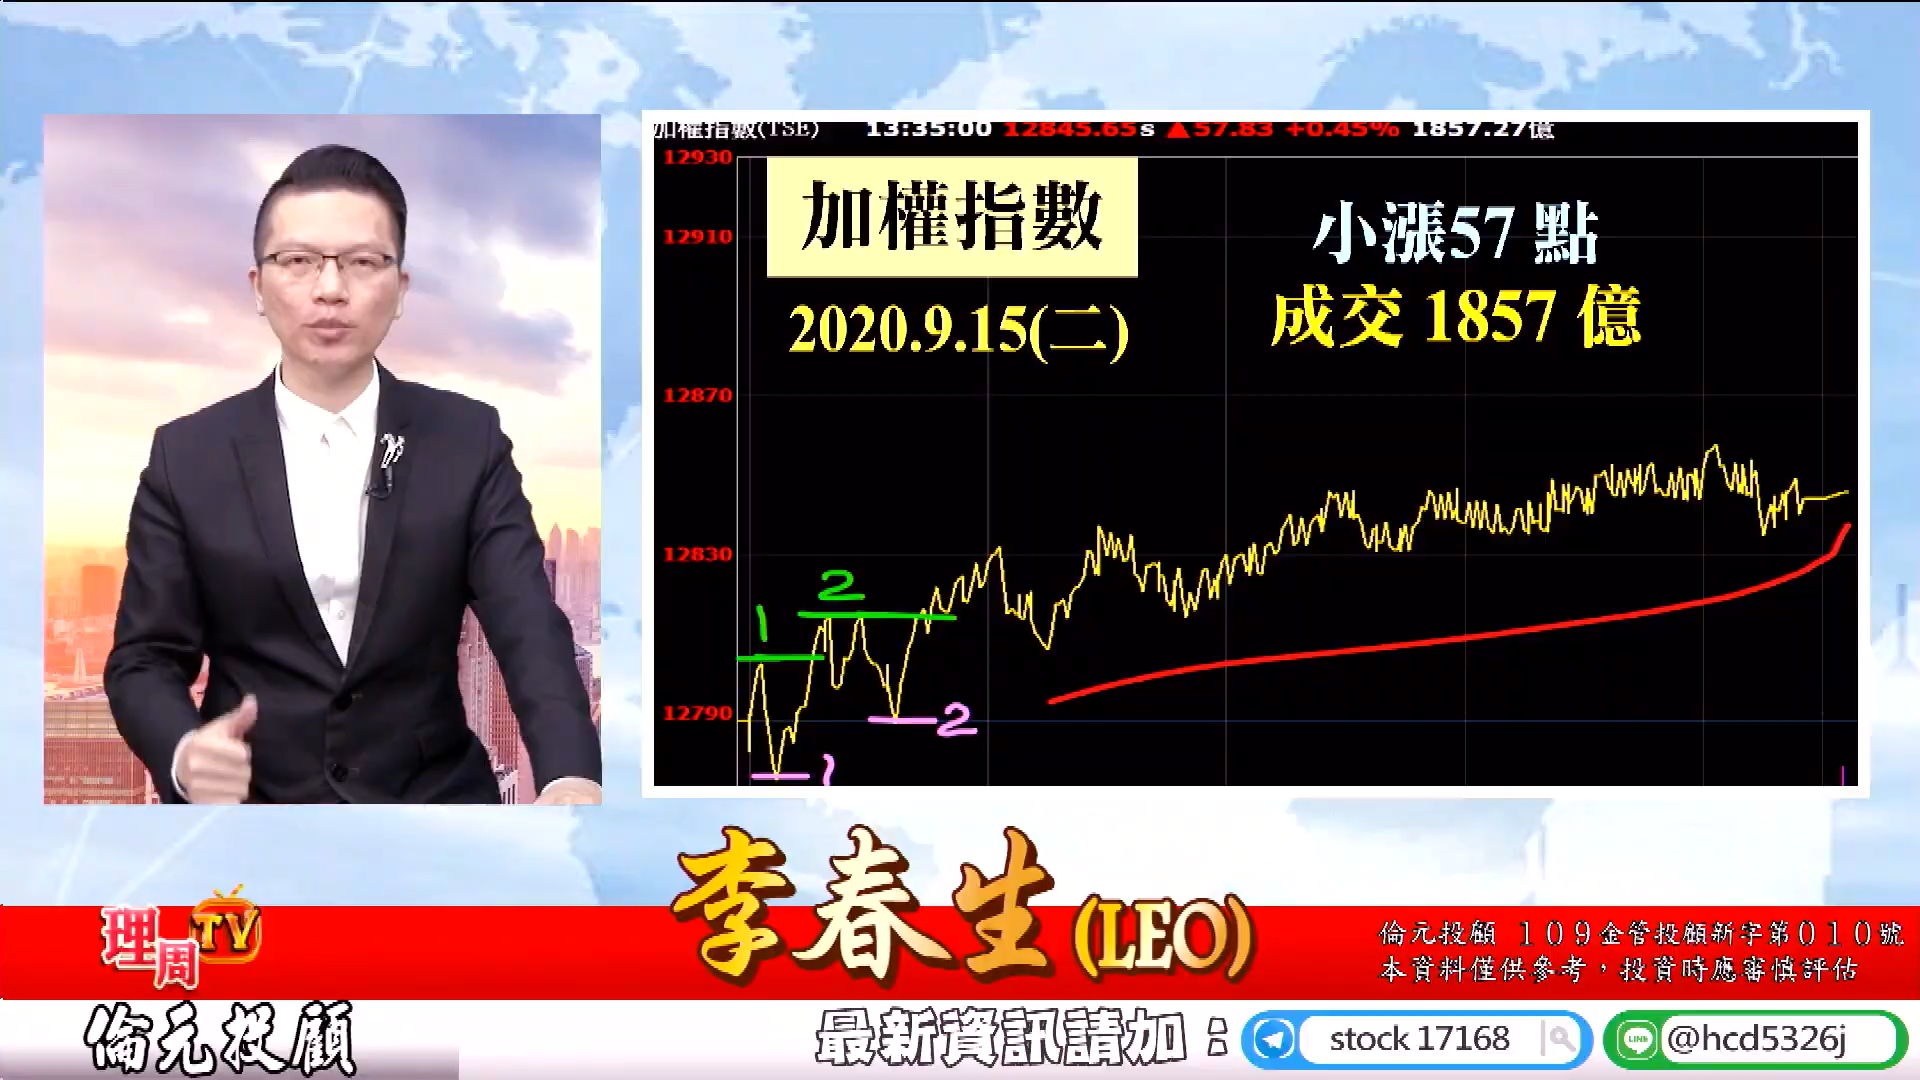 加權指數(TSE) 13:35:00 12845.65s ▲57.83 +0.45% 1857.27億
12930
12910
12870
12830
12790
加權指數
2020.9.15(二)
小漲57 點
成交 1857 億
1
2
1
2
李春生(LEO)
理周TV
倫元投顧
倫元投顧 109金管投顧新字第010號
本資料僅供參考，投資時應審慎評估
最新資訊請加：
stock 17168
LINE
@hcd5326j